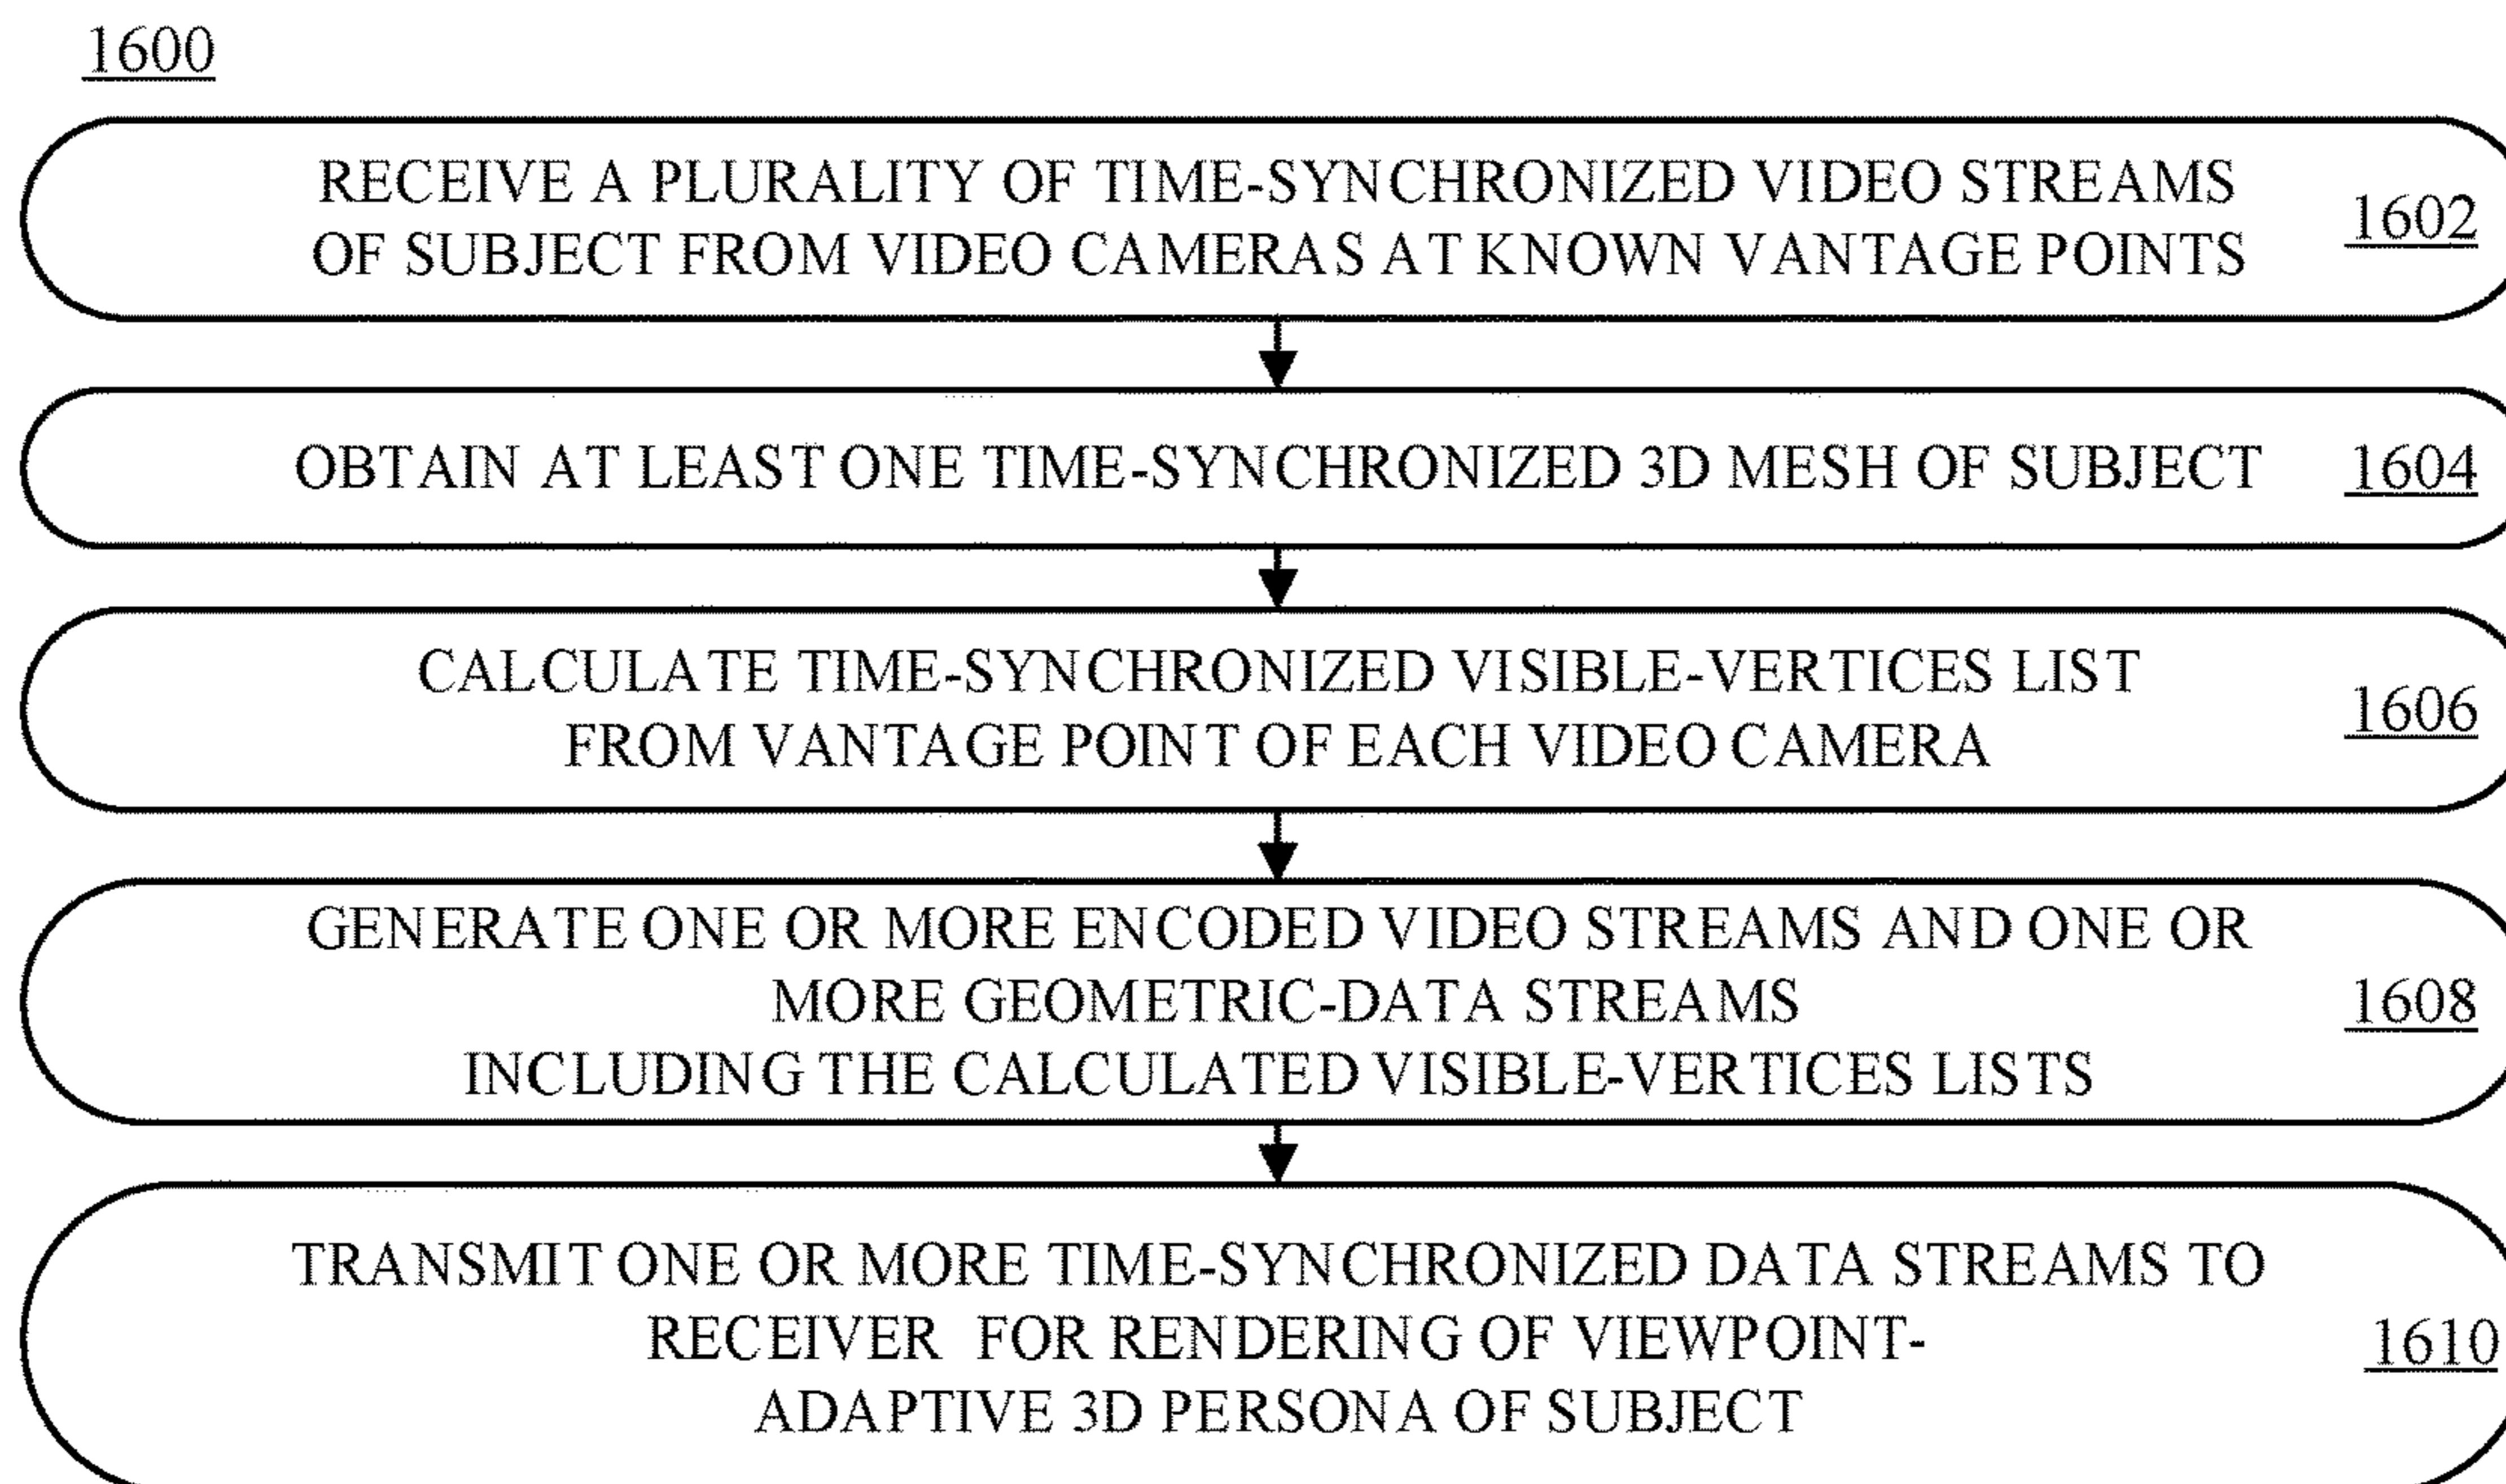 1600
RECEIVE A PLURALITY OF TIME-SYNCHRONIZED VIDEO STREAMS
OF SUBJECT FROM VIDEO CAMERAS AT KNOWN VANTAGE POINTS
1602
OBTAIN AT LEAST ONE TIME-SYNCHRONIZED 3D MESH OF SUBJECT
1604
CALCULATE TIME-SYNCHRONIZED VISIBLE-VERTICES LIST
FROM VANTAGE POINT OF EACH VIDEO CAMERA
1606
GENERATE ONE OR MORE ENCODED VIDEO STREAMS AND ONE OR
MORE GEOMETRIC-DATA STREAMS
INCLUDING THE CALCULATED VISIBLE-VERTICES LISTS
1608
TRANSMIT ONE OR MORE TIME-SYNCHRONIZED DATA STREAMS TO
RECEIVER FOR RENDERING OF VIEWPOINT-
ADAPTIVE 3D PERSONA OF SUBJECT
1610